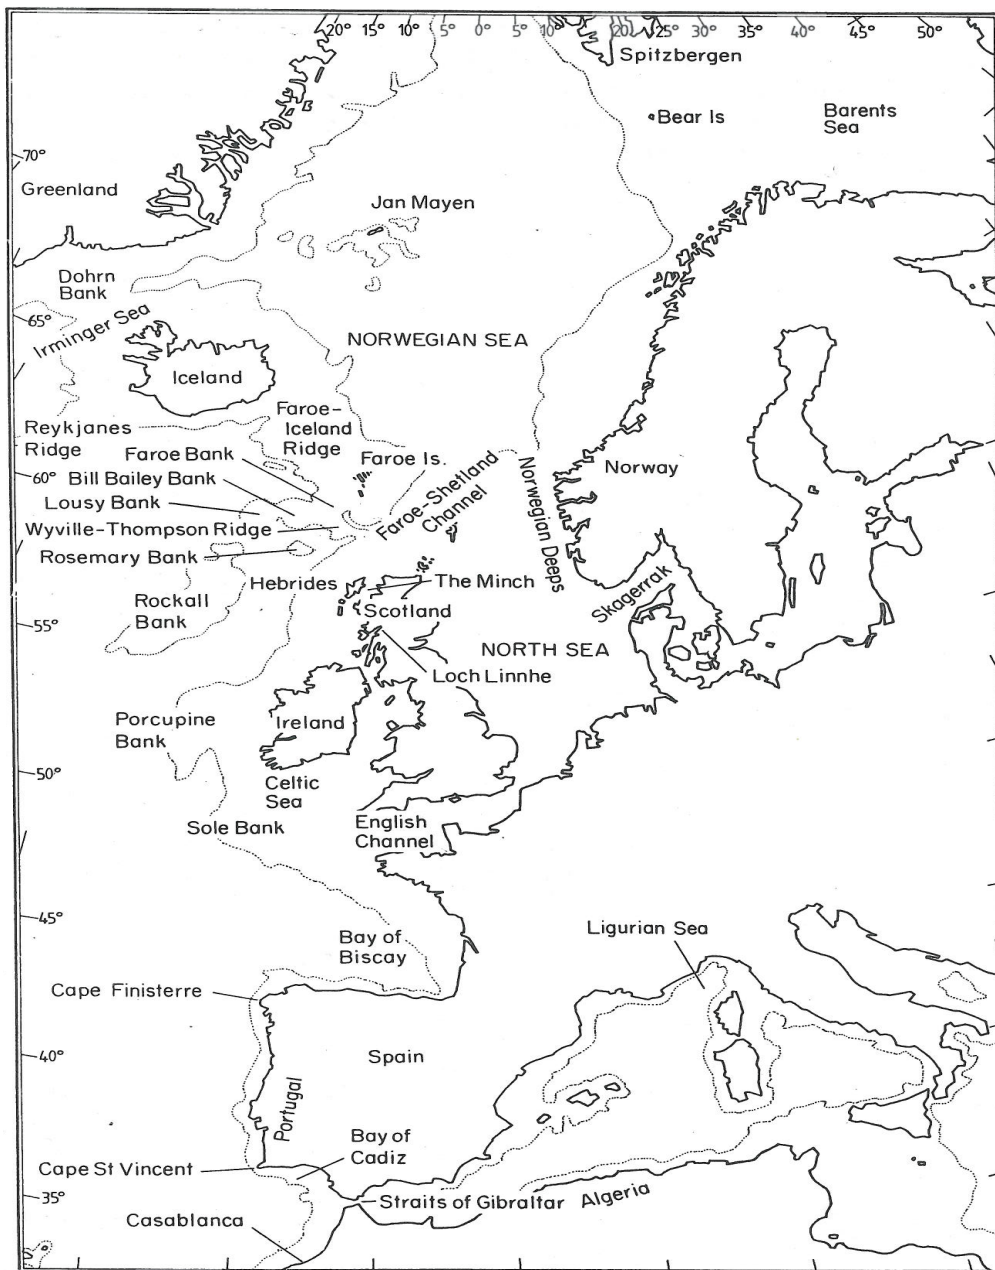 20° 15° 10° 5° 0° 5° 10° 20° 25° 30° 35° 40° 45° 50°
Spitzbergen
Bear Is
Barents
Sea
70°
Greenland
Jan Mayen
Dohrn
Bank
65°
Irminger Sea
NORWEGIAN SEA
Iceland
Faroe-
Iceland
Ridge
Reykjanes
Ridge
Faroe Bank
Faroe Is.
60°
Bill Bailey Bank
Lousy Bank
Wyville-Thompson Ridge
Rosemary Bank
Faroe-Shetland
Channel
Norwegian Deeps
Norway
Hebrides
The Minch
Skagerrak
Rockall
Bank
Scotland
55°
NORTH SEA
Loch Linnhe
Porcupine
Bank
Ireland
50°
Celtic
Sea
English
Channel
Sole Bank
45°
Bay of
Biscay
Ligurian Sea
Cape Finisterre
40°
Spain
Portugal
Bay of
Cadiz
Cape St Vincent
35°
Straits of Gibraltar
Algeria
Casablanca